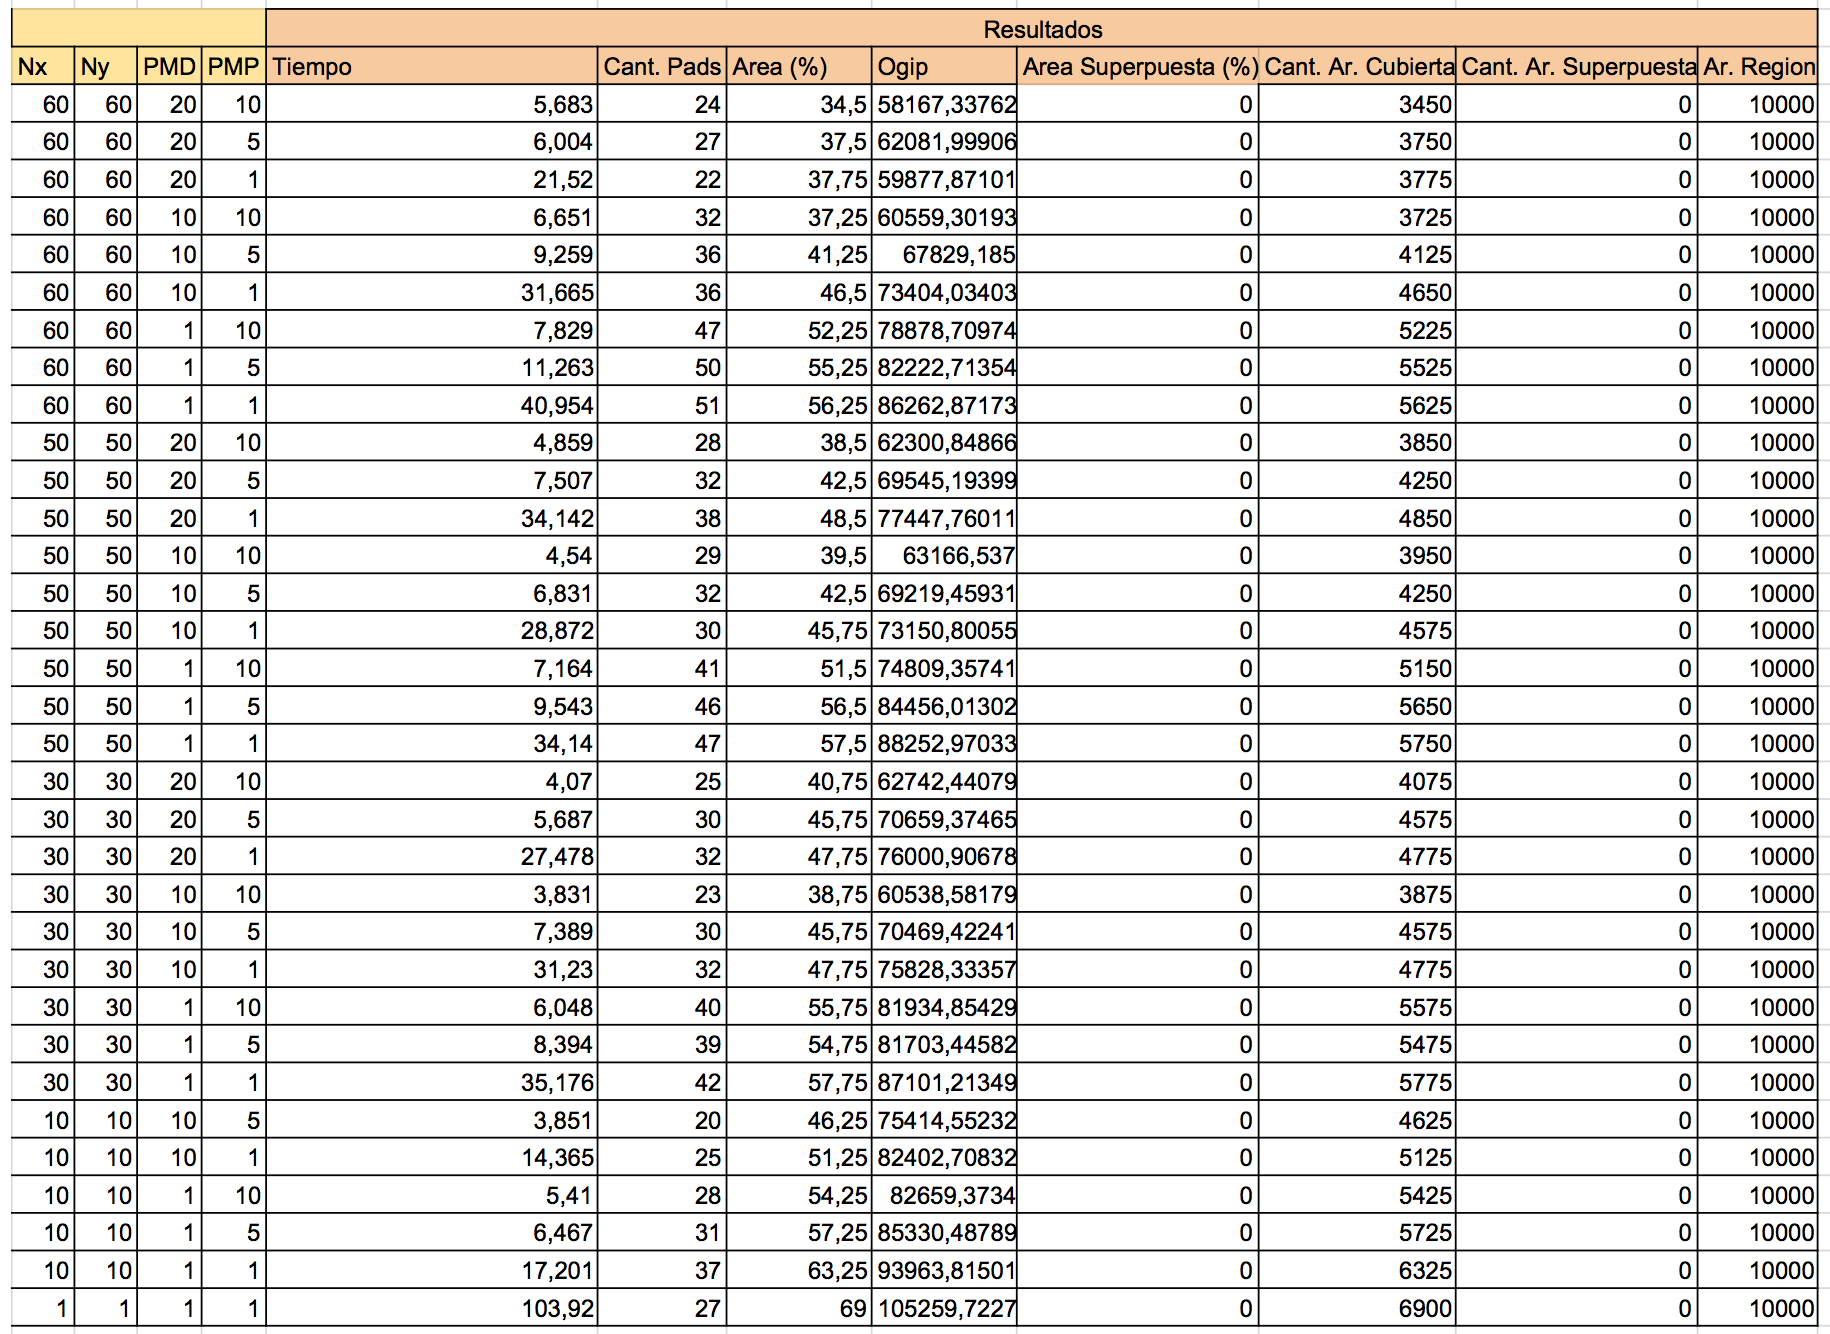 Resultados
Nx Ny PMD PMP Tiempo Cant. Pads Area (%) Ogip Area Superpuesta (%) Cant. Ar. Cubierta Cant. Ar. Superpuesta Ar. Region
60 60 20 10 5,683 24 34,5 58167,33762 0 3450 0 10000
60 60 20 5 6,004 27 37,5 62081,99906 0 3750 0 10000
60 60 20 1 21,52 22 37,75 59877,87101 0 3775 0 10000
60 60 10 10 6,651 32 37,25 60559,30193 0 3725 0 10000
60 60 10 5 9,259 36 41,25 67829,185 0 4125 0 10000
60 60 10 1 31,665 36 46,5 73404,03403 0 4650 0 10000
60 60 1 10 7,829 47 52,25 78878,70974 0 5225 0 10000
60 60 1 5 11,263 50 55,25 82222,71354 0 5525 0 10000
60 60 1 1 40,954 51 56,25 86262,87173 0 5625 0 10000
50 50 20 10 4,859 28 38,5 62300,84866 0 3850 0 10000
50 50 20 5 7,507 32 42,5 69545,19399 0 4250 0 10000
50 50 20 1 34,142 38 48,5 77447,76011 0 4850 0 10000
50 50 10 10 4,54 29 39,5 63166,537 0 3950 0 10000
50 50 10 5 6,831 32 42,5 69219,45931 0 4250 0 10000
50 50 10 1 28,872 30 45,75 73150,80055 0 4575 0 10000
50 50 1 10 7,164 41 51,5 74809,35741 0 5150 0 10000
50 50 1 5 9,543 46 56,5 84456,01302 0 5650 0 10000
50 50 1 1 34,14 47 57,5 88252,97033 0 5750 0 10000
30 30 20 10 4,07 25 40,75 62742,44079 0 4075 0 10000
30 30 20 5 5,687 30 45,75 70659,37465 0 4575 0 10000
30 30 20 1 27,478 32 47,75 76000,90678 0 4775 0 10000
30 30 10 10 3,831 23 38,75 60538,58179 0 3875 0 10000
30 30 10 5 7,389 30 45,75 70469,42241 0 4575 0 10000
30 30 10 1 31,23 32 47,75 75828,33357 0 4775 0 10000
30 30 1 10 6,048 40 55,75 81934,85429 0 5575 0 10000
30 30 1 5 8,394 39 54,75 81703,44582 0 5475 0 10000
30 30 1 1 35,176 42 57,75 87101,21349 0 5775 0 10000
10 10 10 5 3,851 20 46,25 75414,55232 0 4625 0 10000
10 10 10 1 14,365 25 51,25 82402,70832 0 5125 0 10000
10 10 1 10 5,41 28 54,25 82659,3734 0 5425 0 10000
10 10 1 5 6,467 31 57,25 85330,48789 0 5725 0 10000
10 10 1 1 17,201 37 63,25 93963,81501 0 6325 0 10000
1 1 1 1 103,92 27 69 105259,7227 0 6900 0 10000